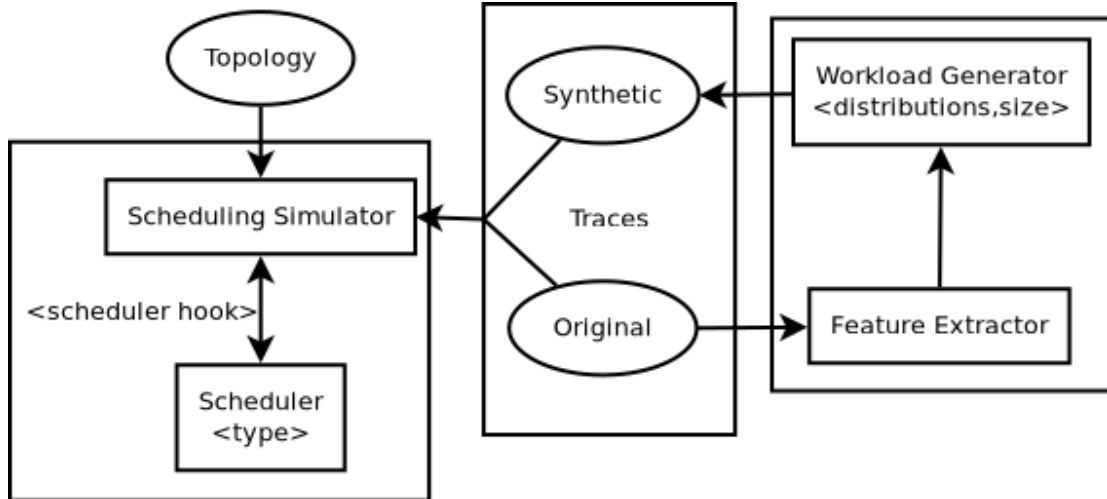 Topology
Scheduling Simulator
<scheduler hook>
Scheduler
<type>
Synthetic
Traces
Original
Workload Generator
<distributions,size>
Feature Extractor